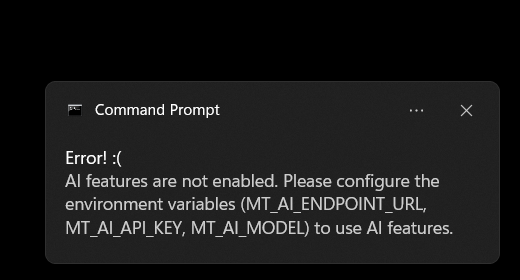 Command Prompt
Error! :(
AI features are not enabled. Please configure the
environment variables (MT_AI_ENDPOINT_URL,
MT_AI_API_KEY, MT_AI_MODEL) to use AI features.